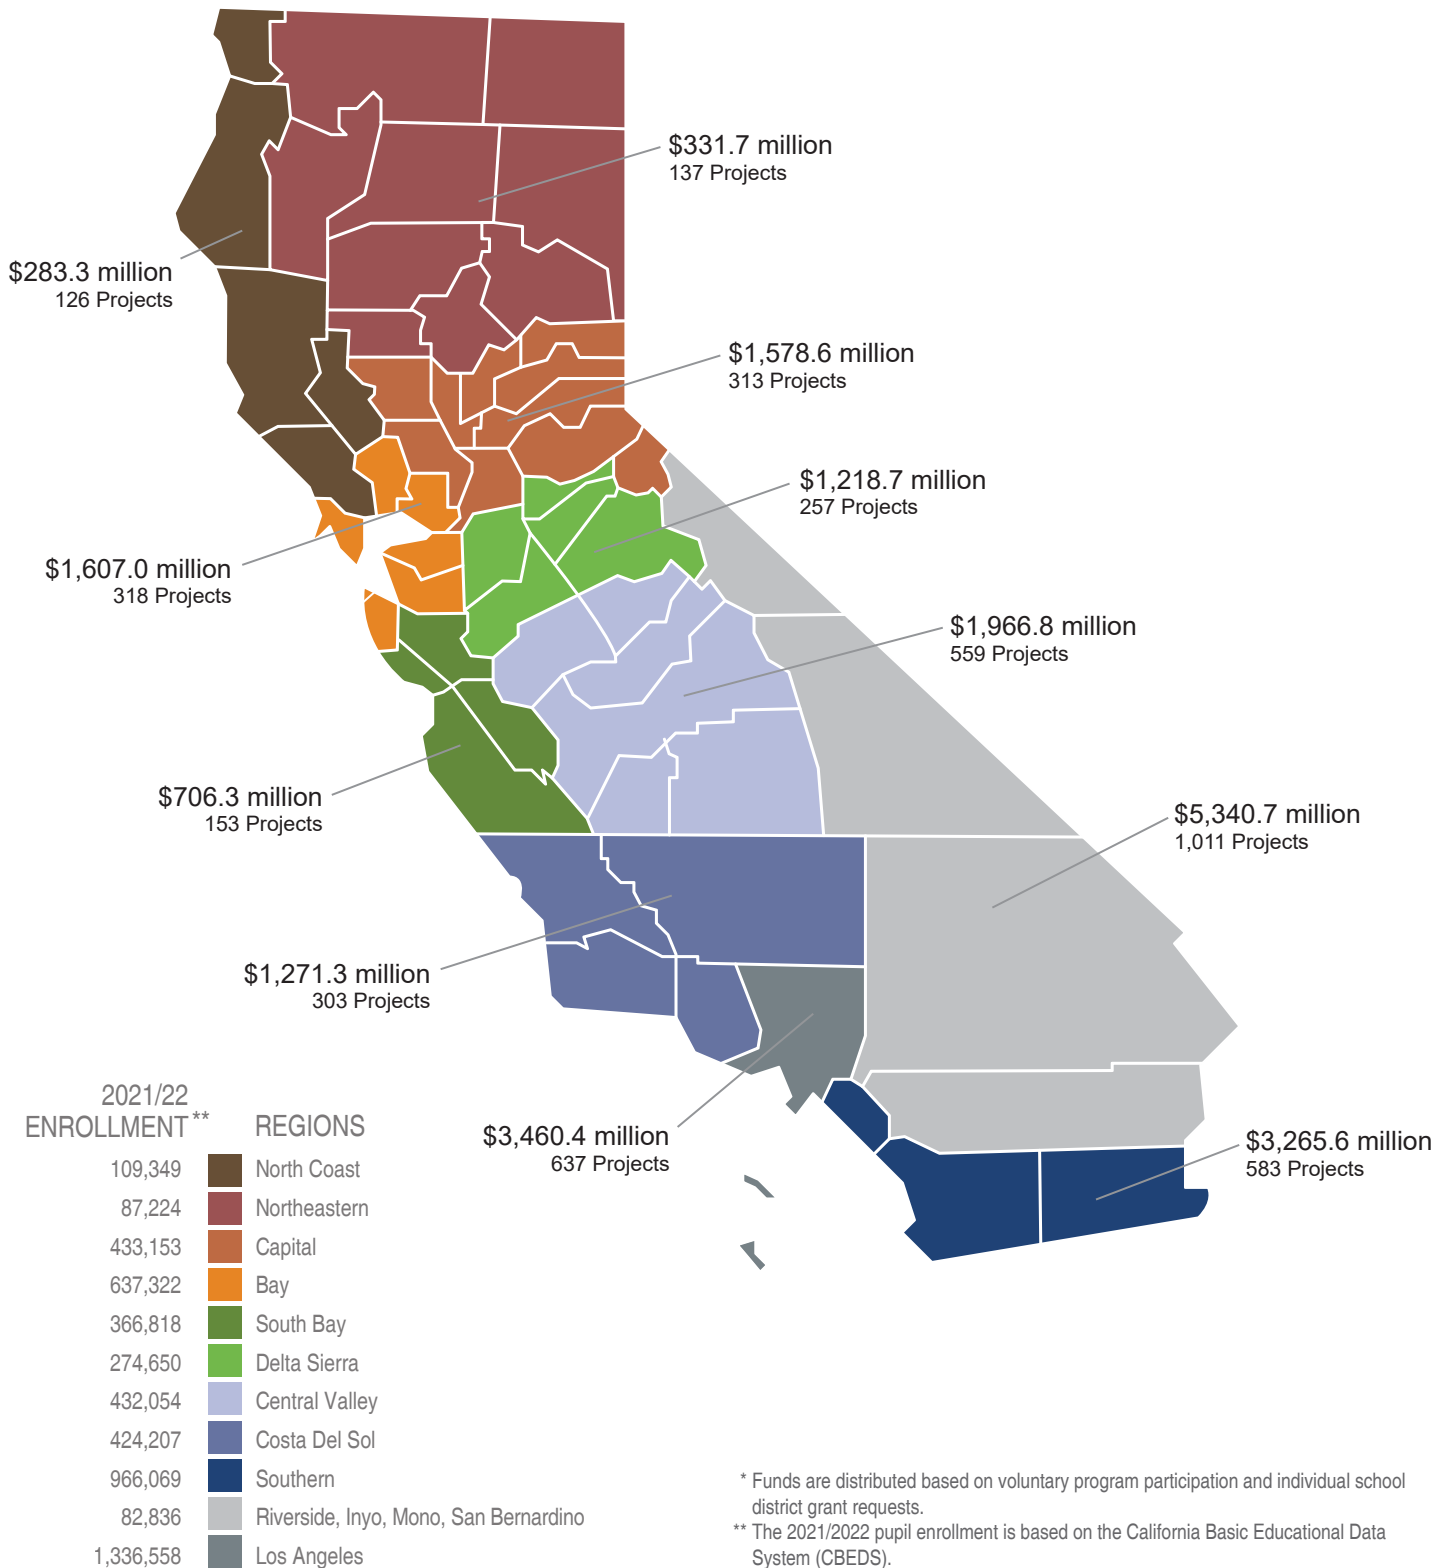 $331.7 million
137 Projects
$283.3 million
126 Projects
$1,578.6 million
313 Projects
$1,218.7 million
257 Projects
$1,607.0 million
318 Projects
$1,966.8 million
559 Projects
$706.3 million
153 Projects
$5,340.7 million
1,011 Projects
$1,271.3 million
303 Projects
$3,460.4 million
637 Projects
$3,265.6 million
583 Projects
2021/22
ENROLLMENT** REGIONS
109,349 North Coast
87,224 Northeastern
433,153 Capital
637,322 Bay
366,818 South Bay
274,650 Delta Sierra
432,054 Central Valley
424,207 Costa Del Sol
966,069 Southern
82,836 Riverside, Inyo, Mono, San Bernardino
1,336,558 Los Angeles
* Funds are distributed based on voluntary program participation and individual school
district grant requests.
** The 2021/2022 pupil enrollment is based on the California Basic Educational Data
System (CBEDS).